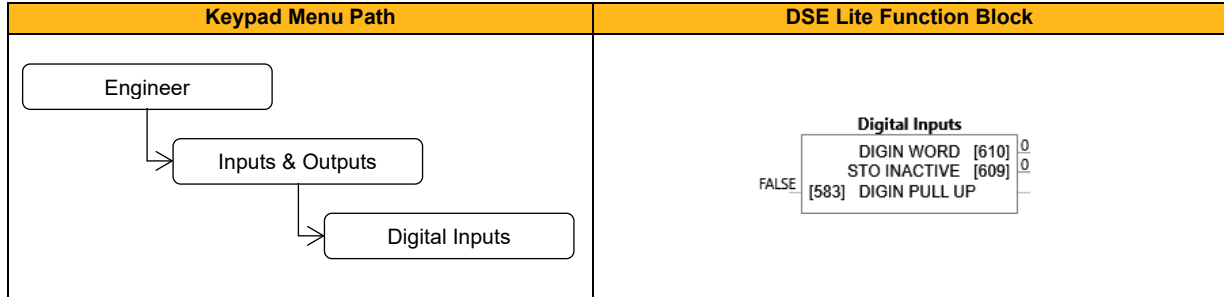 Keypad Menu Path
DSE Lite Function Block
Engineer
Inputs & Outputs
Digital Inputs
Digital Inputs
DIGIN WORD [610] 0
STO INACTIVE [609] 0
FALSE [583] DIGIN PULL UP